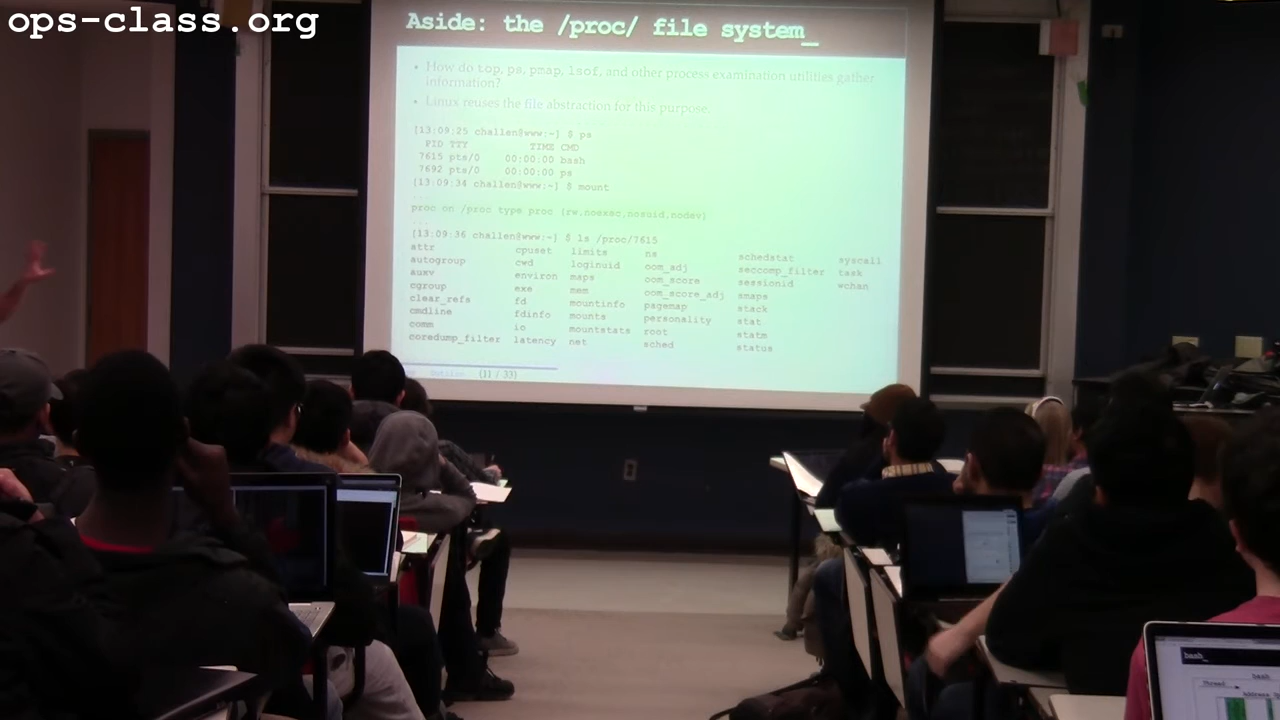 ops-class.org
Aside: the /proc/ file system_
• How do top, ps, pmap, lsof, and other process examination utilities gather
information?
• Linux reuses the file abstraction for this purpose.
[13:09:25 challen@www:~] $ ps
PID TTY TIME CMD
7615 pts/0 00:00:00 bash
7692 pts/0 00:00:00 ps
[13:09:34 challen@www:~] $ mount
...
proc on /proc type proc (rw,noexec,nosuid,nodev)
...
[13:09:36 challen@www:~] $ ls /proc/7615
attr cpuset limits ns schedstat syscall
autogroup cwd loginuid oom_adj seccomp_filter task
auxv environ maps oom_score sessionid wchan
cgroup exe mem oom_score_adj smaps
clear_refs fd mountinfo pagemap stack
cmdline fdinfo mounts personality stat
comm io mountstats root statm
coredump_filter latency net sched status
Outline (11 / 33)
bash_
bash
Thread
Address